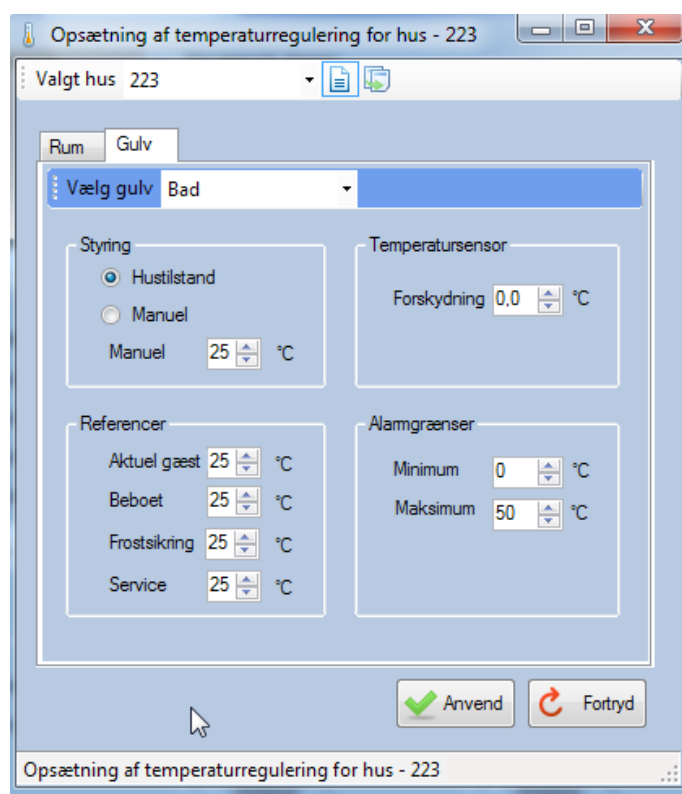 Opsætning af temperaturregulering for hus - 223
Valgt hus 223
Rum Gulv
Vælg gulv Bad
Styring
Hustilstand
Manuel
Manuel 25 °C
Temperatursensor
Forskydning 0,0 °C
Referencer
Aktuel gæst 25 °C
Beboet 25 °C
Frostsikring 25 °C
Service 25 °C
Alarmgrænser
Minimum 0 °C
Maksimum 50 °C
Anvend Fortryd
Opsætning af temperaturregulering for hus - 223